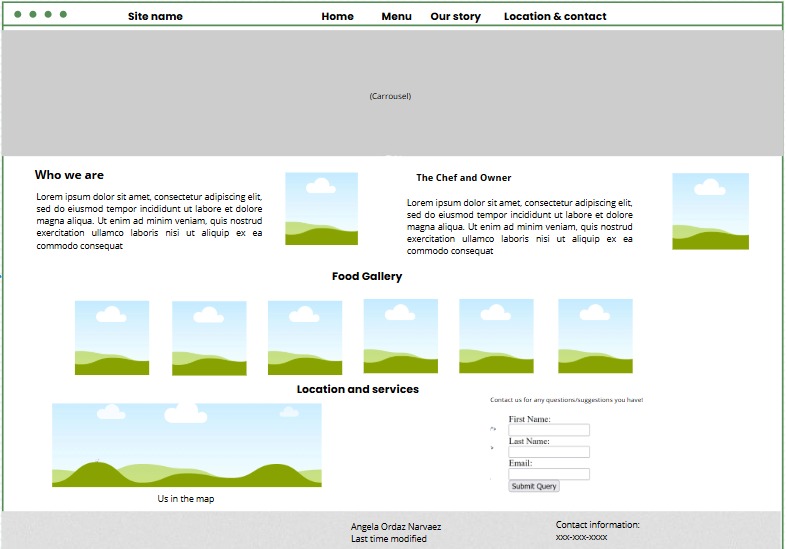 Site name Home Menu Our story Location & contact
(Carrousel)
Who we are
Lorem ipsum dolor sit amet, consectetur adipiscing elit,
sed do eiusmod tempor incididunt ut labore et dolore
magna aliqua. Ut enim ad minim veniam, quis nostrud
exercitation ullamco laboris nisi ut aliquip ex ea
commodo consequat
The Chef and Owner
Lorem ipsum dolor sit amet, consectetur adipiscing elit,
sed do eiusmod tempor incididunt ut labore et dolore
magna aliqua. Ut enim ad minim veniam, quis nostrud
exercitation ullamco laboris nisi ut aliquip ex ea
commodo consequat
Food Gallery
Location and services
Us in the map
Contact us for any questions/suggestions you have!
First Name:
Last Name:
Email:
Submit Query
Angela Ordaz Narvaez
Last time modified
Contact information:
xxx-xxx-xxxx